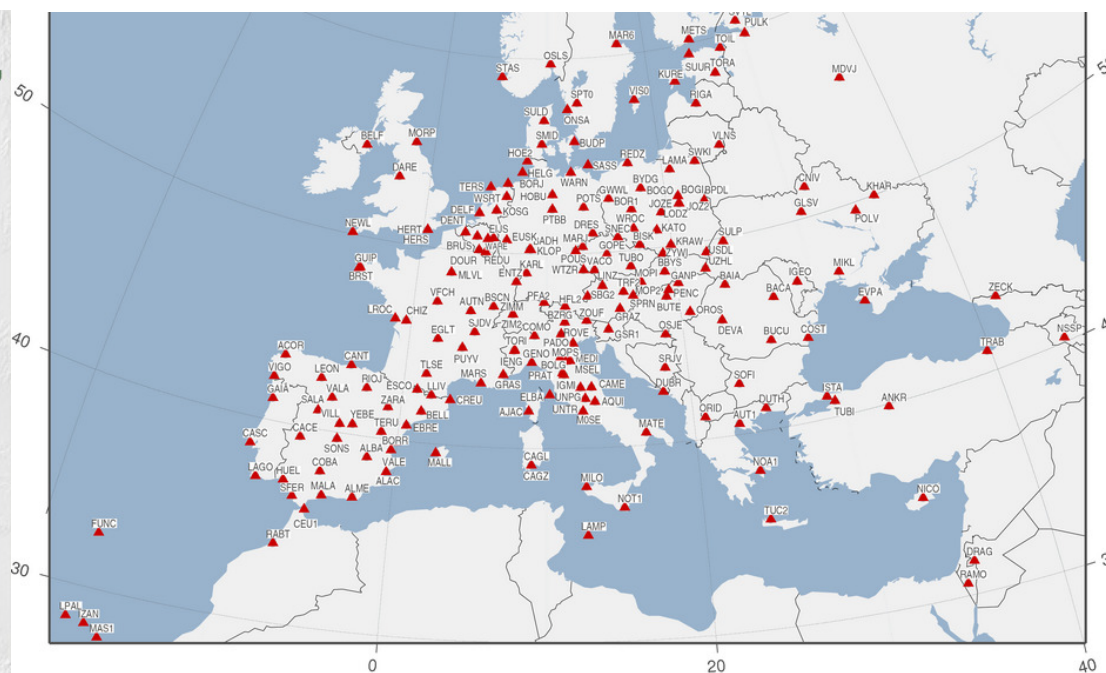 PULK
METS
TOIL
MAR6
OSLS
STAS
SUUR
TORA
KURE
MDVJ
50
SPT0
VIS0
RIGA
ONSA
SULD
BELF
MORP
SMID
BUDP
VLNS
HOE2
SASS
REDZ
LAMA
SWKI
DARE
HELG
WARN
TERS
BORJ
WSRT
HOBU
POTS
GWWL
BYDG
BOGO
BOGI
BPDL
CNIV
KHAR
DELF
KOSG
PTBB
BOR1
JOZE
JOZ2
LODZ
GLSV
POLV
NEWL
HERT
HERS
DENT
EIJS
BRUS
WARE
EUSK
REDU
DRES
WROC
SNEC
KATO
BISK
KRAW
SULP
GUIP
BRST
DOUR
MLVL
KLOP
MARJ
GOPE
ZYWI
USDL
UZHL
POUS
WTZR
VACO
TUBO
BBYS
MIKL
KARL
ENTZ
MOPI
GANP
BAIA
IGEO
LINZ
TRF2
MOP2
PENC
VFCH
AUTN
BSCN
ZIMM
ZIM2
PFA2
HFL2
SBG2
SPRN
BUTE
OROS
BACA
EVPA
ZECK
LROC
CHIZ
BZRG
ZOUF
GRAZ
DEVA
EGLT
SJDV
COMO
ROVE
GSR1
OSJE
BUCU
COST
NSSP
TRAB
40
ACOR
PUYV
TORI
IENG
GENO
PADO
MOPS
BOLG
MEDI
PRAT
MSEL
SRJV
VIGO
LEON
CANT
TLSE
MARS
GRAS
IGMI
CAME
DUBR
SOFI
GAIA
VALA
RIOJ
ESCO
LLIV
CREU
ELBA
UNPG
AQUI
ISTA
TUBI
ANKR
SALA
VILL
YEBE
ZARA
BELL
AJAC
UNTR
M0SE
ORID
AUT1
DUTH
CASC
CACE
SONS
TERU
EBRE
MATE
ALBA
BORR
MALL
CAGL
CAGZ
NOA1
LAGO
HUEL
COBA
VALE
ALAC
MILO
NICO
SFER
MALA
ALME
NOT1
TUC2
FUNC
CEU1
RABT
LAMP
DRAG
RAMO
30
LPAL
IZAN
MAS1
0
20
40